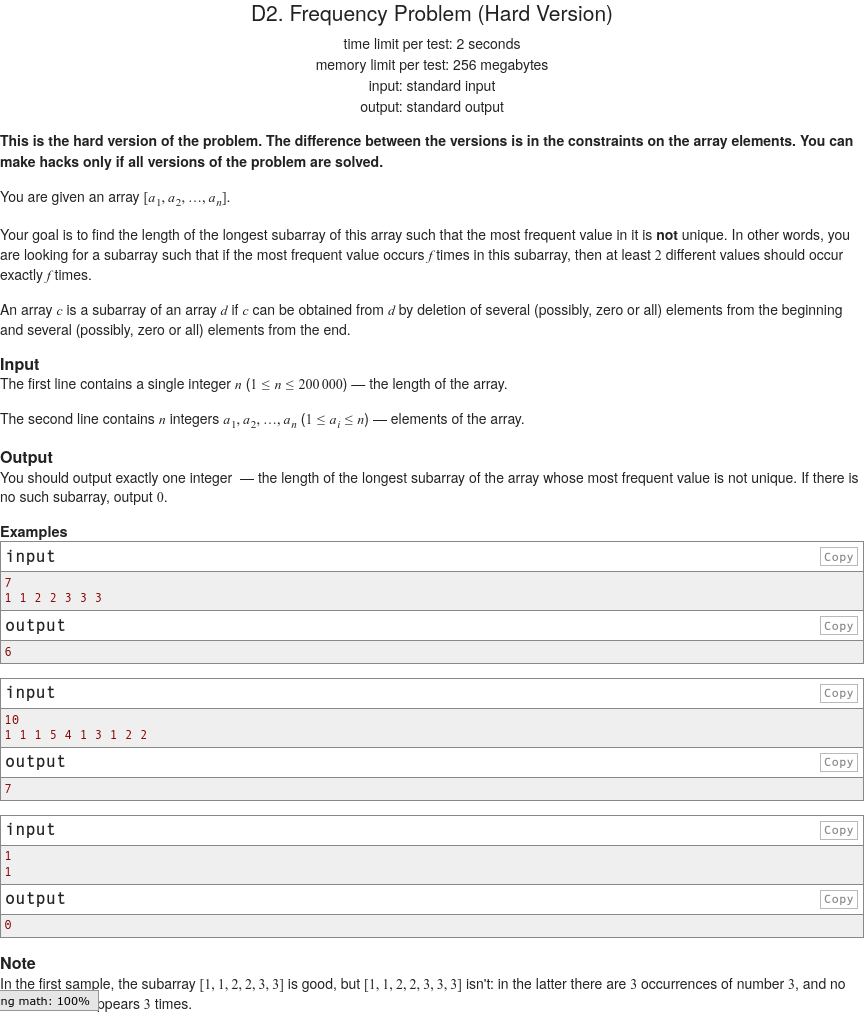 D2. Frequency Problem (Hard Version)
time limit per test: 2 seconds
memory limit per test: 256 megabytes
input: standard input
output: standard output
This is the hard version of the problem. The difference between the versions is in the constraints on the array elements. You can
make hacks only if all versions of the problem are solved.
You are given an array [a1, a2, …, an].
Your goal is to find the length of the longest subarray of this array such that the most frequent value in it is not unique. In other words, you
are looking for a subarray such that if the most frequent value occurs f times in this subarray, then at least 2 different values should occur
exactly f times.
An array c is a subarray of an array d if c can be obtained from d by deletion of several (possibly, zero or all) elements from the beginning
and several (possibly, zero or all) elements from the end.
Input
The first line contains a single integer n (1 ≤ n ≤ 200 000) — the length of the array.
The second line contains n integers a1, a2, …, an (1 ≤ ai ≤ n) — elements of the array.
Output
You should output exactly one integer — the length of the longest subarray of the array whose most frequent value is not unique. If there is
no such subarray, output 0.
Examples
input Copy
7
1 1 2 2 3 3 3
output Copy
6
input Copy
10
1 1 1 5 4 1 3 1 2 2
output Copy
7
input Copy
1
1
output Copy
0
Note
In the first sample, the subarray [1, 1, 2, 2, 3, 3] is good, but [1, 1, 2, 2, 3, 3, 3] isn't: in the latter there are 3 occurrences of number 3, and no
ng math: 100% ppears 3 times.